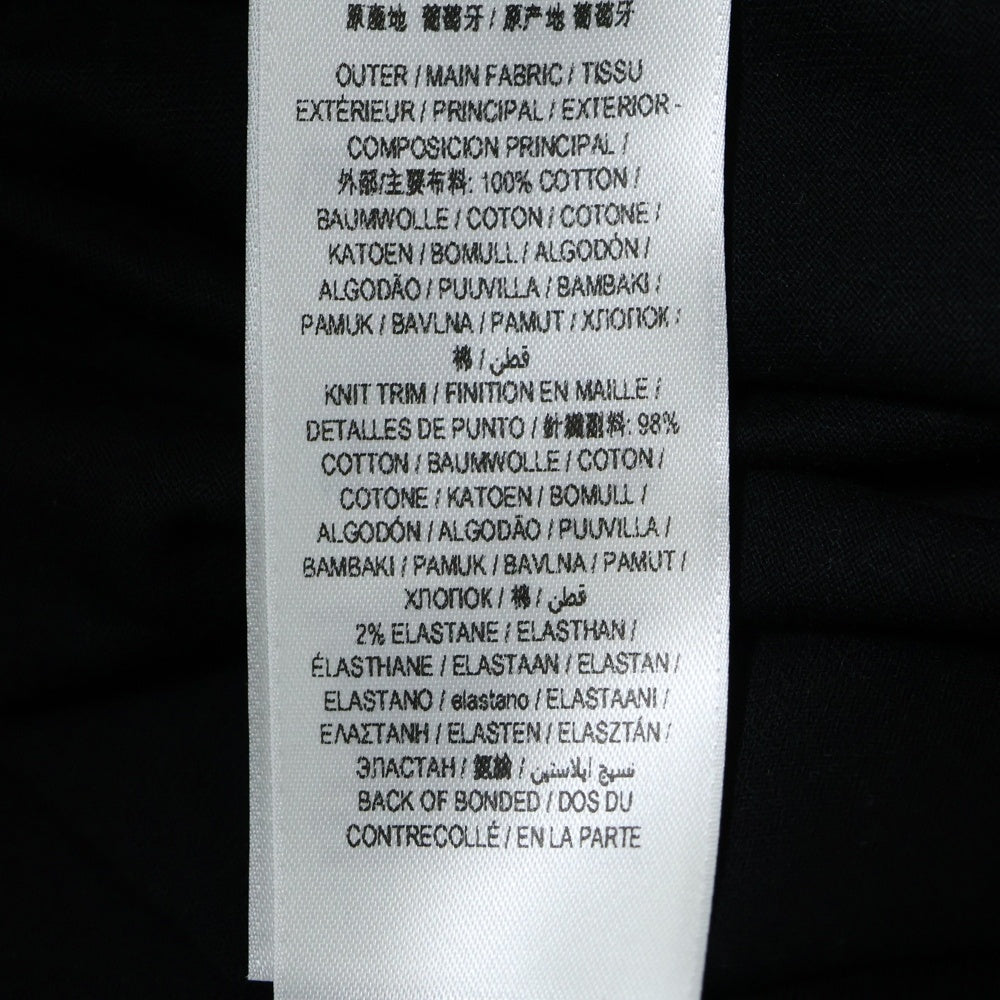 原產地 葡萄牙 / 原产地 葡萄牙
OUTER / MAIN FABRIC / TISSU
EXTÉRIEUR / PRINCIPAL / EXTERIOR -
COMPOSICION PRINCIPAL /
外部/主要布料: 100% COTTON /
BAUMWOLLE / COTON / COTONE /
KATOEN / BOMULL / ALGODÓN /
ALGODÃO / PUUVILLA / BAMBAKI /
PAMUK / BAVLNA / PAMUT / ХЛОПОК /
棉 / قطن
KNIT TRIM / FINITION EN MAILLE /
DETALLES DE PUNTO / 針織副料: 98%
COTTON / BAUMWOLLE / COTON /
COTONE / KATOEN / BOMULL /
ALGODÓN / ALGODÃO / PUUVILLA /
BAMBAKI / PAMUK / BAVLNA / PAMUT /
ХЛОПОК / 棉 / قطن
2% ELASTANE / ELASTHAN /
ÉLASTHANE / ELASTAAN / ELASTAN /
ELASTANO / elastano / ELASTAANI /
ΕΛΑΣΤΑΝΗ / ELASTEN / ELASZTÁN /
ЭЛАСТАН / 氨綸 / نسيج ايلاستين
BACK OF BONDED / DOS DU
CONTRECOLLÉ / EN LA PARTE